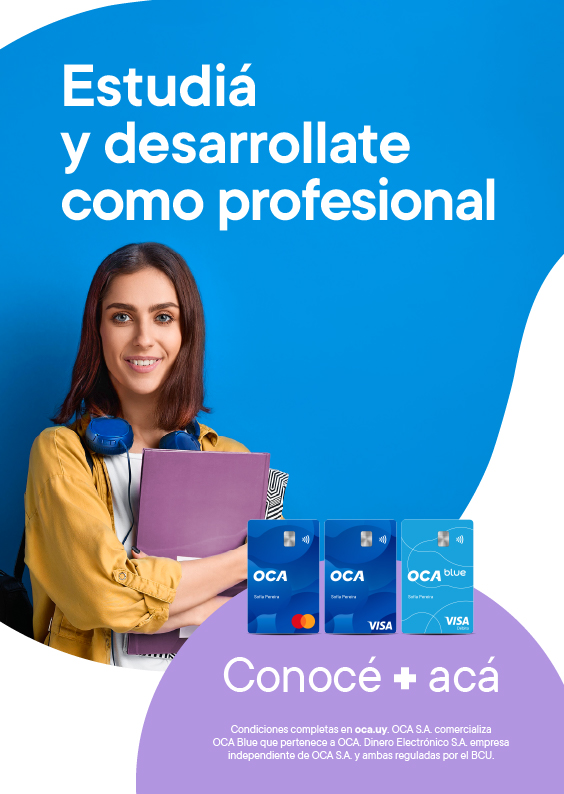 Estudiá
y desarrollate
como profesional
OCA
OCA
OCA blue
Sofía Pereira
Sofía Pereira
Sofía Pereira
VISA
VISA
Débito
Conocé + acá
Condiciones completas en oca.uy. OCA S.A. comercializa
OCA Blue que pertenece a OCA. Dinero Electrónico S.A. empresa
independiente de OCA S.A. y ambas reguladas por el BCU.